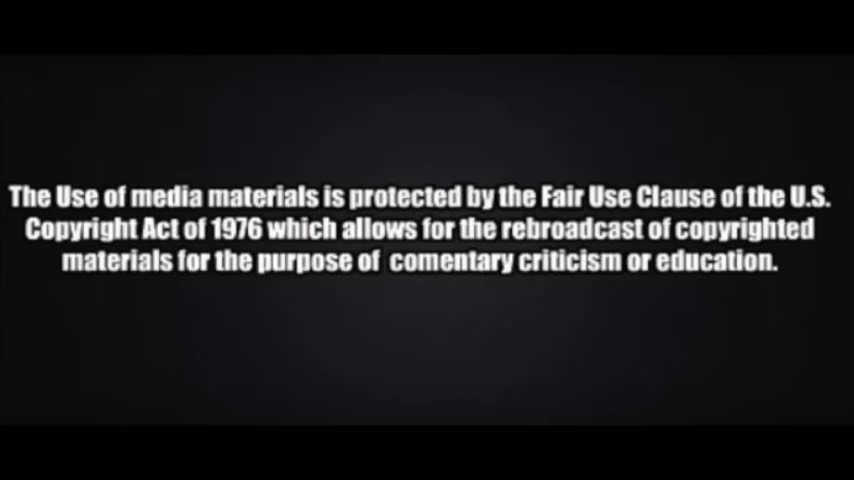 The Use of media materials is protected by the Fair Use Clause of the U.S.
Copyright Act of 1976 which allows for the rebroadcast of copyrighted
materials for the purpose of comentary criticism or education.